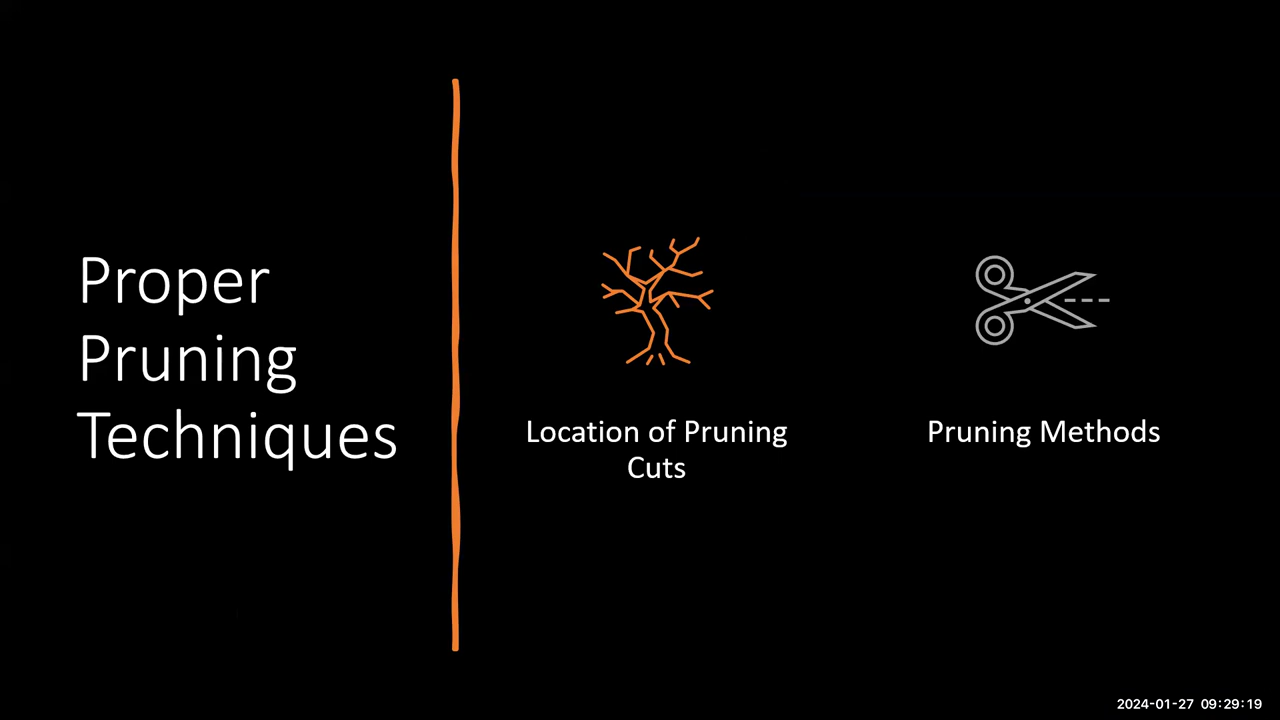 Proper
Pruning
Techniques
Location of Pruning
Cuts
Pruning Methods
2024-01-27 09:29:19